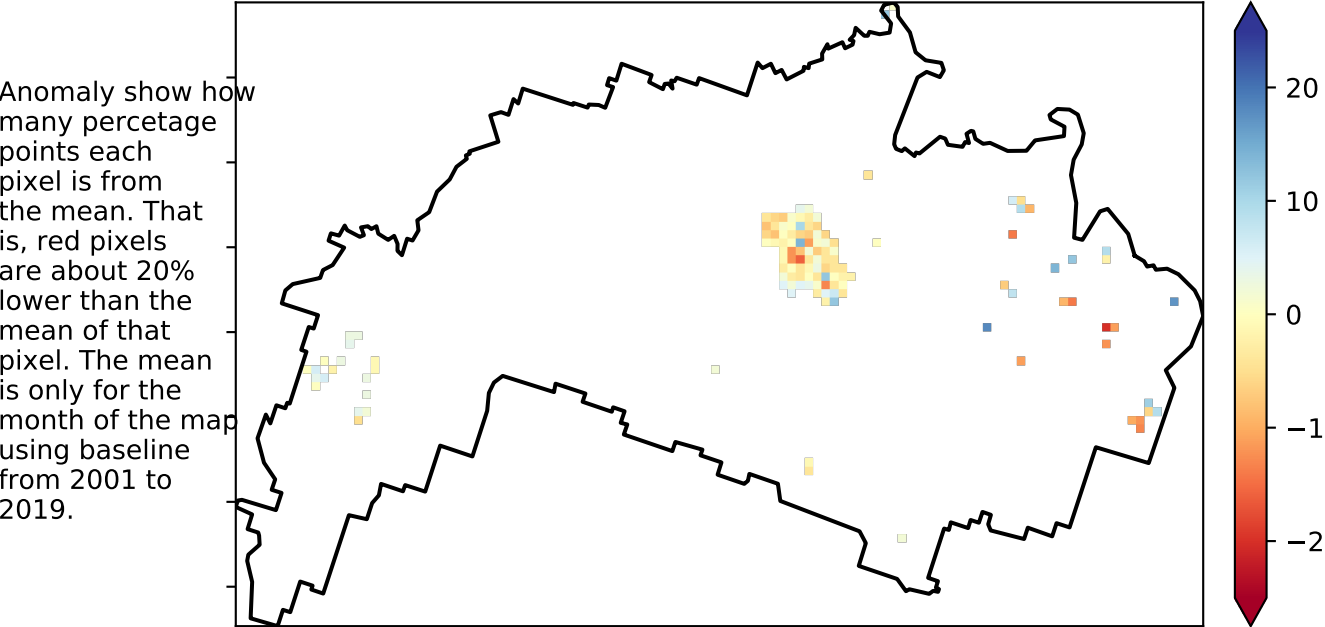 Anomaly show how
many percetage
points each
pixel is from
the mean. That
is, red pixels
are about 20%
lower than the
mean of that
pixel. The mean
is only for the
month of the map
using baseline
from 2001 to
2019.
20
10
0
−1
−2